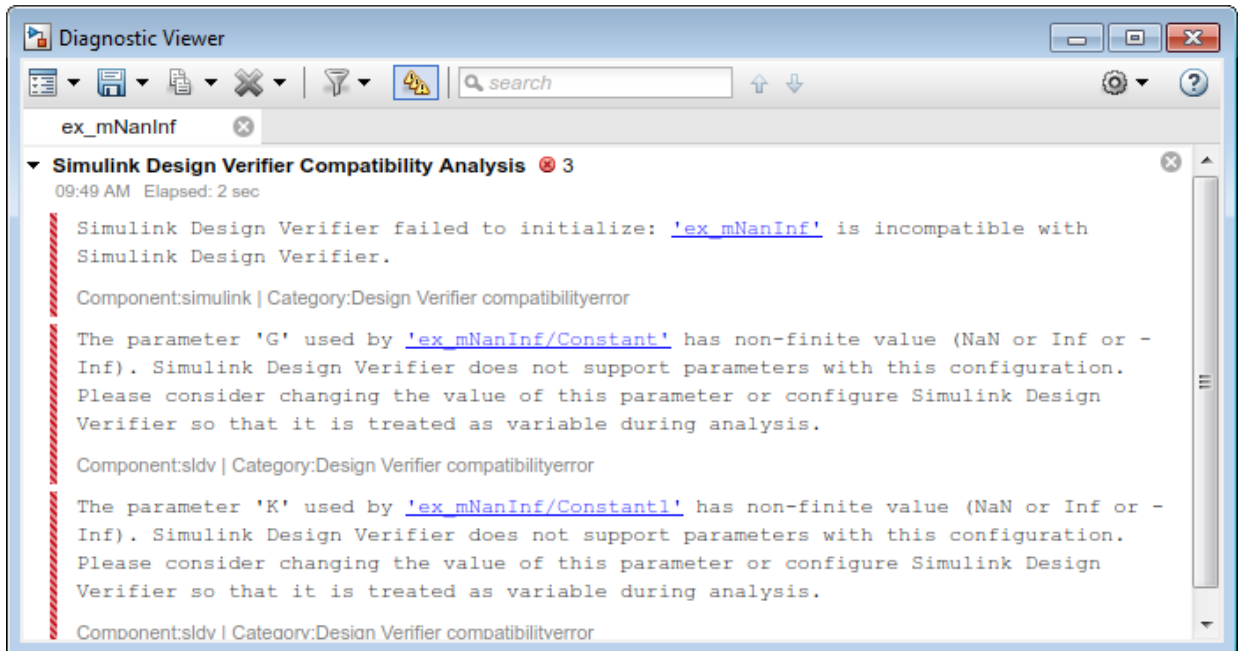 Diagnostic Viewer
search
ex_mNanInf
Simulink Design Verifier Compatibility Analysis 3
09:49 AM Elapsed: 2 sec
Simulink Design Verifier failed to initialize: 'ex_mNanInf' is incompatible with
Simulink Design Verifier.
Component:simulink | Category:Design Verifier compatibilityerror
The parameter 'G' used by 'ex_mNanInf/Constant' has non-finite value (NaN or Inf or -
Inf). Simulink Design Verifier does not support parameters with this configuration.
Please consider changing the value of this parameter or configure Simulink Design
Verifier so that it is treated as variable during analysis.
Component:sldv | Category:Design Verifier compatibilityerror
The parameter 'K' used by 'ex_mNanInf/Constant1' has non-finite value (NaN or Inf or -
Inf). Simulink Design Verifier does not support parameters with this configuration.
Please consider changing the value of this parameter or configure Simulink Design
Verifier so that it is treated as variable during analysis.
Component:sldv | Category:Design Verifier compatibilityerror